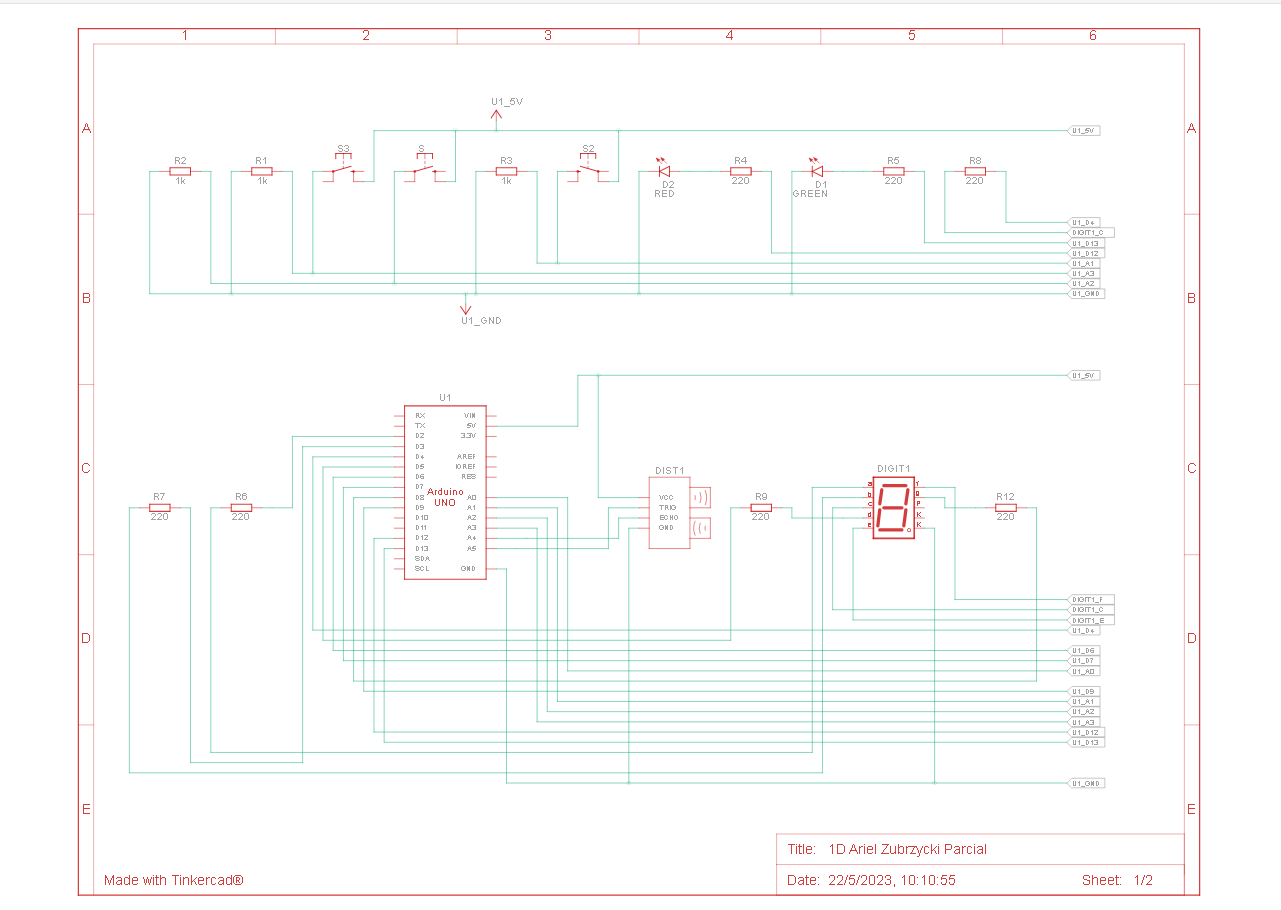 1 2 3 4 5 6
U1_5V
A A
U1_5V
S3 S S2
R2 R1 R3 R4 R5 R8
1k 1k 1k 220 220 220
D2 D1
RED GREEN
U1_D4
DIGIT1_C
U1_D13
U1_D12
U1_A1
U1_A3
U1_A2
U1_GND
B B
U1_GND
U1_5V
U1
RX VIN
TX 5V
D2 3.3V
D3
D4 AREF
D5 IOREF
D6 RES
D7
D8 A0
D9 A1
D10 A2
D11 A3
D12 A4
D13 A5
SDA
SCL GND
Arduino
UNO
C C
DIST1
VCC
TRIG
ECHO
GND
DIGIT1
a f
b g
c P
d K
e K
R7 R6 R9 R12
220 220 220 220
DIGIT1_F
DIGIT1_C
DIGIT1_E
U1_D4
D D
U1_D6
U1_D7
U1_A0
U1_D9
U1_A1
U1_A2
U1_A3
U1_D12
U1_D13
U1_GND
E E
Title: 1D Ariel Zubrzycki Parcial
Made with Tinkercad®
Date: 22/5/2023, 10:10:55 Sheet: 1/2